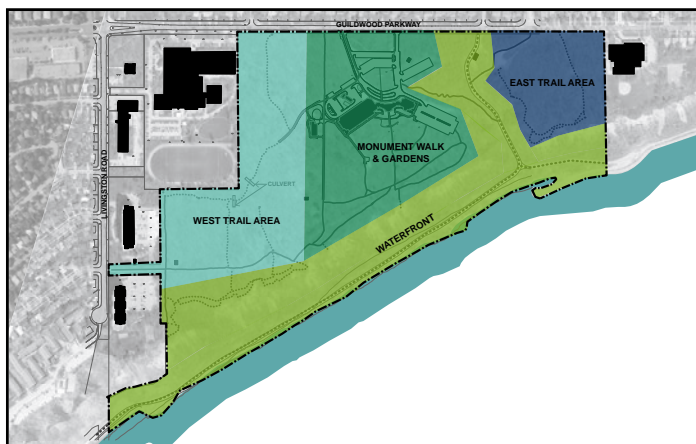 GUILDWOOD PARKWAY
EAST TRAIL AREA
MONUMENT WALK
& GARDENS
LIVINGSTON ROAD
CULVERT
WEST TRAIL AREA
WATERFRONT